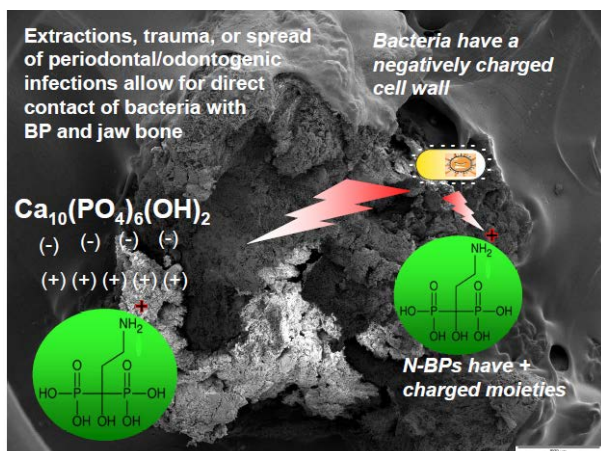 Extractions, trauma, or spread
of periodontal/odontogenic
infections allow for direct
contact of bacteria with
BP and jaw bone
Bacteria have a
negatively charged
cell wall
Ca10(PO4)6(OH)2
(-) (-) (-) (-)
(+) (+) (+) (+) (+)
+
NH2
O O
HO-P P-OH
OH OH OH
+
NH2
O O
HO-P P-OH
OH OH OH
N-BPs have +
charged moieties